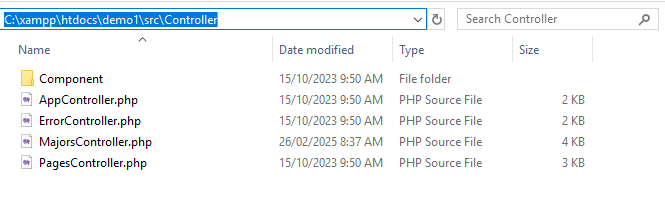 C:\xampp\htdocs\demo1\src\Controller Search Controller
Name Date modified Type Size
Component 15/10/2023 9:50 AM File folder
AppController.php 15/10/2023 9:50 AM PHP Source File 2 KB
ErrorController.php 15/10/2023 9:50 AM PHP Source File 2 KB
MajorsController.php 26/02/2025 8:37 AM PHP Source File 4 KB
PagesController.php 15/10/2023 9:50 AM PHP Source File 3 KB